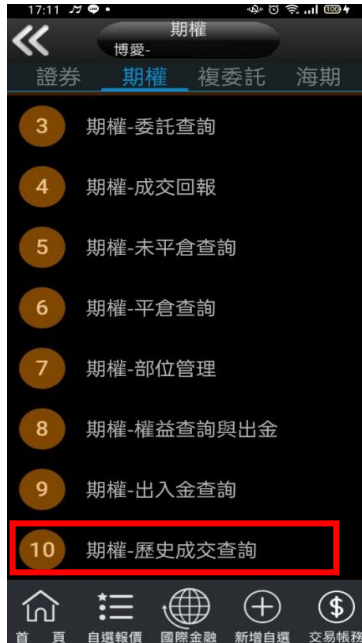 17:11
100
期權
博愛-
證券 期權 複委託 海期
3 期權-委託查詢
4 期權-成交回報
5 期權-未平倉查詢
6 期權-平倉查詢
7 期權-部位管理
8 期權-權益查詢與出金
9 期權-出入金查詢
10 期權-歷史成交查詢
首 頁 自選報價 國際金融 新增自選 交易帳務